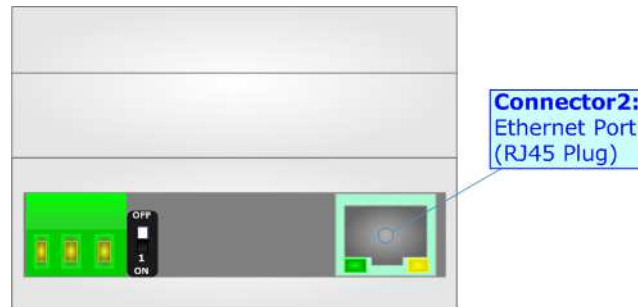 Connector2:
Ethernet Port
(RJ45 Plug)
OFF
1
ON